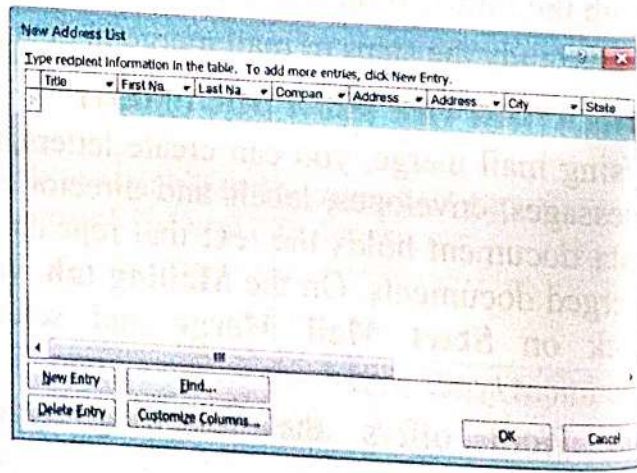 New Address List
Type recipient information in the table. To add more entries, click New Entry.
Title First Na Last Na Compan Address Address City State
New Entry Find...
Delete Entry Customize Columns...
OK Cancel